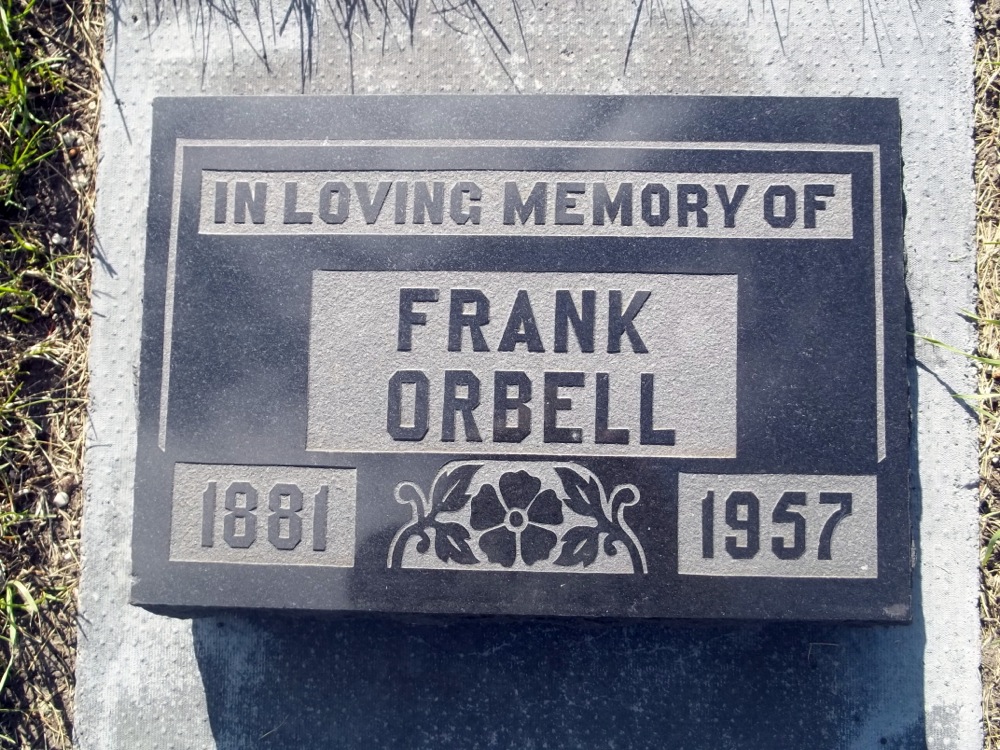 IN LOVING MEMORY OF
FRANK
ORBELL
1881 1957